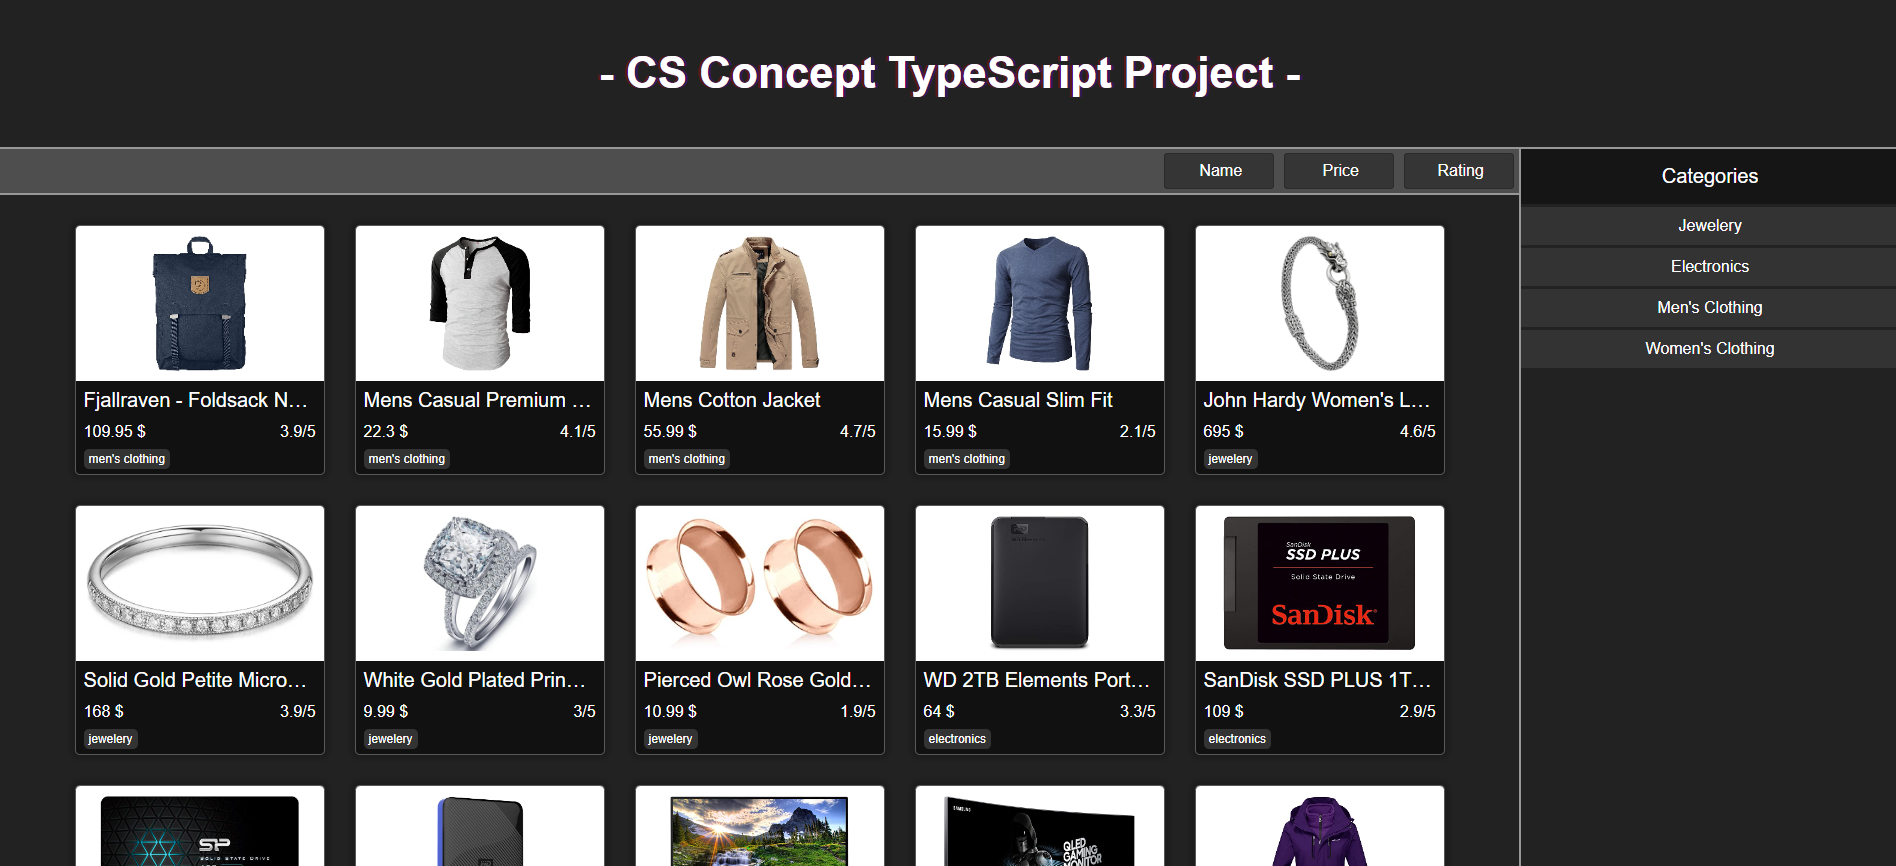 - CS Concept TypeScript Project -
Name Price Rating
Categories
Jewelery
Electronics
Men's Clothing
Women's Clothing
Fjallraven - Foldsack N...
109.95 $ 3.9/5
men's clothing
Mens Casual Premium ...
22.3 $ 4.1/5
men's clothing
Mens Cotton Jacket
55.99 $ 4.7/5
men's clothing
Mens Casual Slim Fit
15.99 $ 2.1/5
men's clothing
John Hardy Women's L...
695 $ 4.6/5
jewelery
Solid Gold Petite Micro...
168 $ 3.9/5
jewelery
White Gold Plated Prin...
9.99 $ 3/5
jewelery
Pierced Owl Rose Gold...
10.99 $ 1.9/5
jewelery
WD 2TB Elements Port...
64 $ 3.3/5
electronics
SanDisk
SSD PLUS
Solid State Drive
SanDisk
SanDisk SSD PLUS 1T...
109 $ 2.9/5
electronics
SP
SOLID STATE DRIVE
SAMSUNG
QLED
GAMING
MONITOR